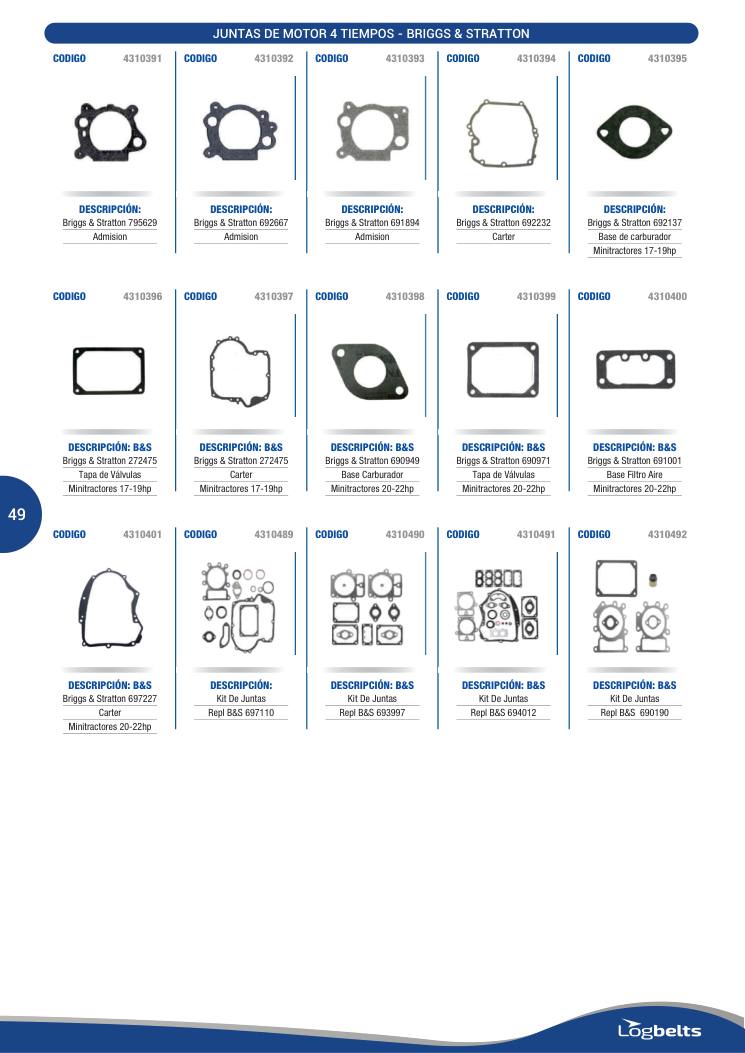 JUNTAS DE MOTOR 4 TIEMPOS - BRIGGS & STRATTON
CODIGO 4310391
DESCRIPCIÓN:
Briggs & Stratton 795629
Admision
CODIGO 4310392
DESCRIPCIÓN:
Briggs & Stratton 692667
Admision
CODIGO 4310393
DESCRIPCIÓN:
Briggs & Stratton 691894
Admision
CODIGO 4310394
DESCRIPCIÓN:
Briggs & Stratton 692232
Carter
CODIGO 4310395
DESCRIPCIÓN:
Briggs & Stratton 692137
Base de carburador
Minitractores 17-19hp
CODIGO 4310396
DESCRIPCIÓN: B&S
Briggs & Stratton 272475
Tapa de Válvulas
Minitractores 17-19hp
CODIGO 4310397
DESCRIPCIÓN: B&S
Briggs & Stratton 272475
Carter
Minitractores 17-19hp
CODIGO 4310398
DESCRIPCIÓN: B&S
Briggs & Stratton 690949
Base Carburador
Minitractores 20-22hp
CODIGO 4310399
DESCRIPCIÓN: B&S
Briggs & Stratton 690971
Tapa de Válvulas
Minitractores 20-22hp
CODIGO 4310400
DESCRIPCIÓN: B&S
Briggs & Stratton 691001
Base Filtro Aire
Minitractores 20-22hp
49
CODIGO 4310401
DESCRIPCIÓN: B&S
Briggs & Stratton 697227
Carter
Minitractores 20-22hp
CODIGO 4310489
DESCRIPCIÓN:
Kit De Juntas
Repl B&S 697110
CODIGO 4310490
DESCRIPCIÓN: B&S
Kit De Juntas
Repl B&S 693997
CODIGO 4310491
DESCRIPCIÓN: B&S
Kit De Juntas
Repl B&S 694012
CODIGO 4310492
DESCRIPCIÓN: B&S
Kit De Juntas
Repl B&S 690190
Logbelts